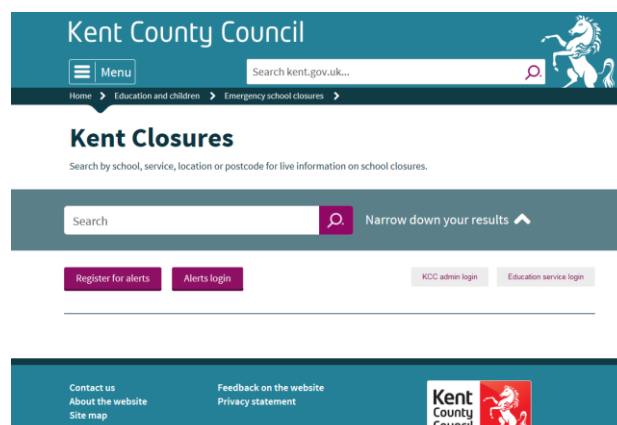 Kent County Council
Menu
Search kent.gov.uk...
Home > Education and children > Emergency school closures >
Kent Closures
Search by school, service, location or postcode for live information on school closures.
Search
Narrow down your results
Register for alerts Alerts login KCC admin login Education service login
Contact us Feedback on the website
About the website Privacy statement
Site map
Kent
County
Council